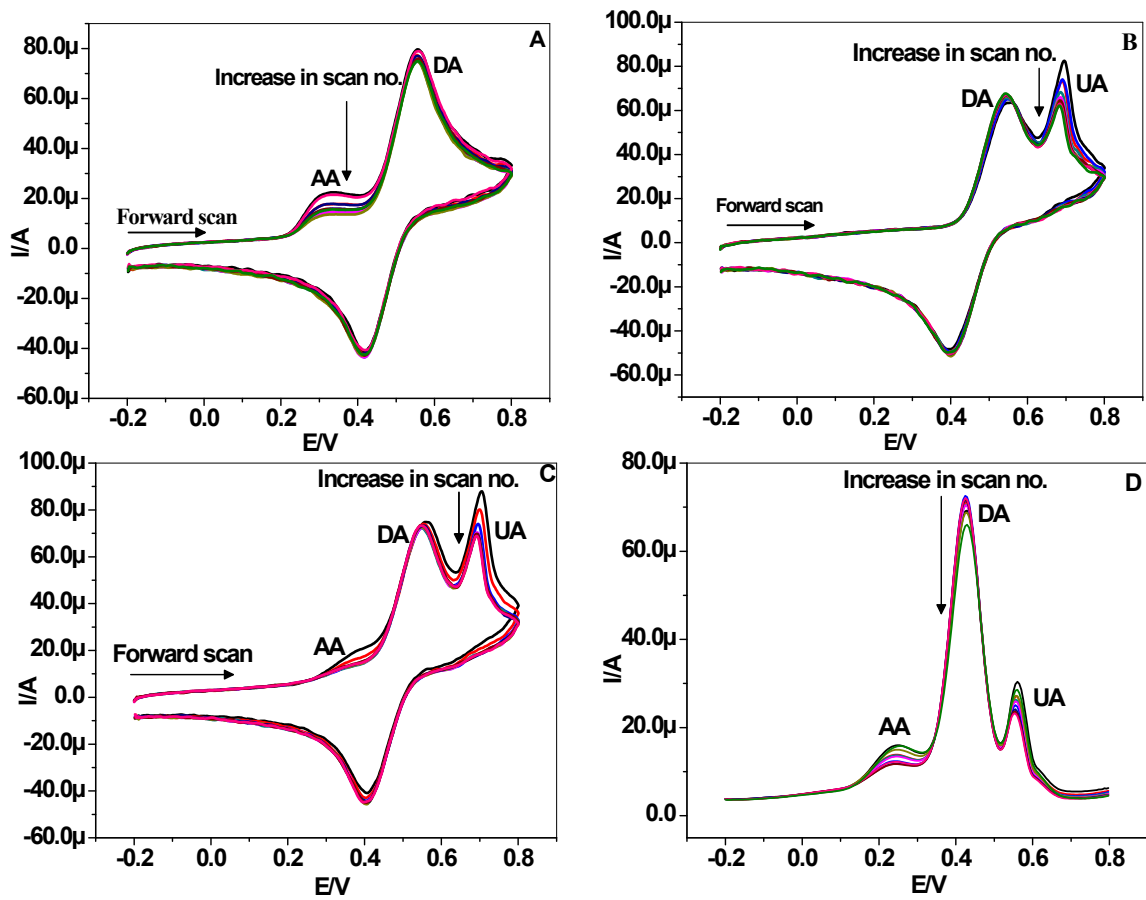 A
80.0µ
60.0µ
40.0µ
20.0µ
0.0
-20.0µ
-40.0µ
-60.0µ
I/A
Increase in scan no.
DA
AA
Forward scan
-0.2 0.0 0.2 0.4 0.6 0.8
E/V
B
100.0µ
80.0µ
60.0µ
40.0µ
20.0µ
0.0
-20.0µ
-40.0µ
-60.0µ
I/A
Increase in scan no.
UA
DA
Forward scan
-0.2 0.0 0.2 0.4 0.6 0.8
E/V
C
100.0µ
80.0µ
60.0µ
40.0µ
20.0µ
0.0
-20.0µ
-40.0µ
-60.0µ
I/A
Increase in scan no.
DA
UA
AA
Forward scan
-0.2 0.0 0.2 0.4 0.6 0.8
E/V
D
80.0µ
60.0µ
40.0µ
20.0µ
0.0
I/A
Increase in scan no.
DA
UA
AA
-0.2 0.0 0.2 0.4 0.6 0.8
E/V